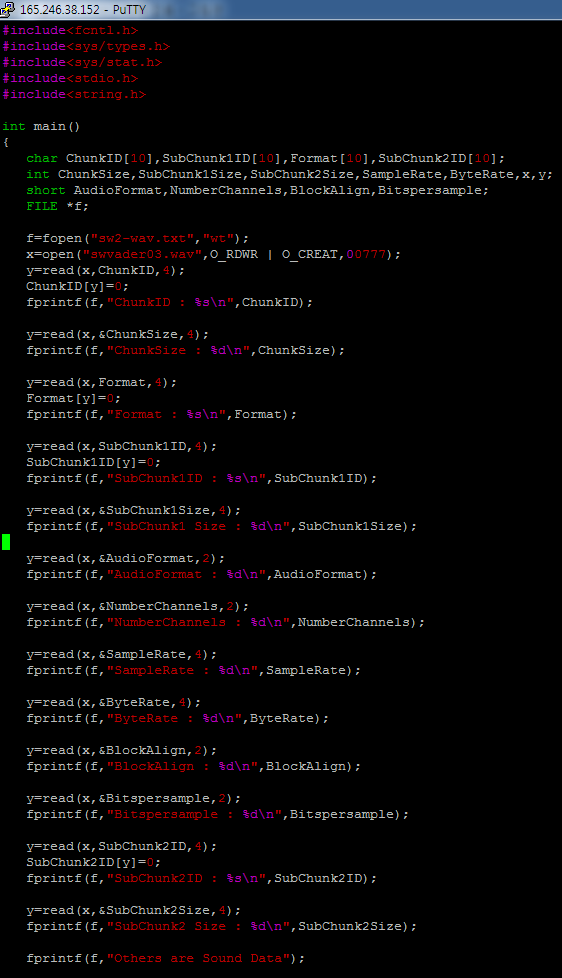 165.246.38.152 - PuTTY
#include<fcntl.h>
#include<sys/types.h>
#include<sys/stat.h>
#include<stdio.h>
#include<string.h>
int main()
{
char ChunkID[10],SubChunk1ID[10],Format[10],SubChunk2ID[10];
int ChunkSize,SubChunk1Size,SubChunk2Size,SampleRate,ByteRate,x,y;
short AudioFormat,NumberChannels,BlockAlign,Bitspersample;
FILE *f;
f=fopen("sw2-wav.txt","wt");
x=open("swvader03.wav",O_RDWR | O_CREAT,00777);
y=read(x,ChunkID,4);
ChunkID[y]=0;
fprintf(f,"ChunkID : %s\n",ChunkID);
y=read(x,&ChunkSize,4);
fprintf(f,"ChunkSize : %d\n",ChunkSize);
y=read(x,Format,4);
Format[y]=0;
fprintf(f,"Format : %s\n",Format);
y=read(x,SubChunk1ID,4);
SubChunk1ID[y]=0;
fprintf(f,"SubChunk1ID : %s\n",SubChunk1ID);
y=read(x,&SubChunk1Size,4);
fprintf(f,"SubChunk1 Size : %d\n",SubChunk1Size);
y=read(x,&AudioFormat,2);
fprintf(f,"AudioFormat : %d\n",AudioFormat);
y=read(x,&NumberChannels,2);
fprintf(f,"NumberChannels : %d\n",NumberChannels);
y=read(x,&SampleRate,4);
fprintf(f,"SampleRate : %d\n",SampleRate);
y=read(x,&ByteRate,4);
fprintf(f,"ByteRate : %d\n",ByteRate);
y=read(x,&BlockAlign,2);
fprintf(f,"BlockAlign : %d\n",BlockAlign);
y=read(x,&Bitspersample,2);
fprintf(f,"Bitspersample : %d\n",Bitspersample);
y=read(x,SubChunk2ID,4);
SubChunk2ID[y]=0;
fprintf(f,"SubChunk2ID : %s\n",SubChunk2ID);
y=read(x,&SubChunk2Size,4);
fprintf(f,"SubChunk2 Size : %d\n",SubChunk2Size);
fprintf(f,"Others are Sound Data");